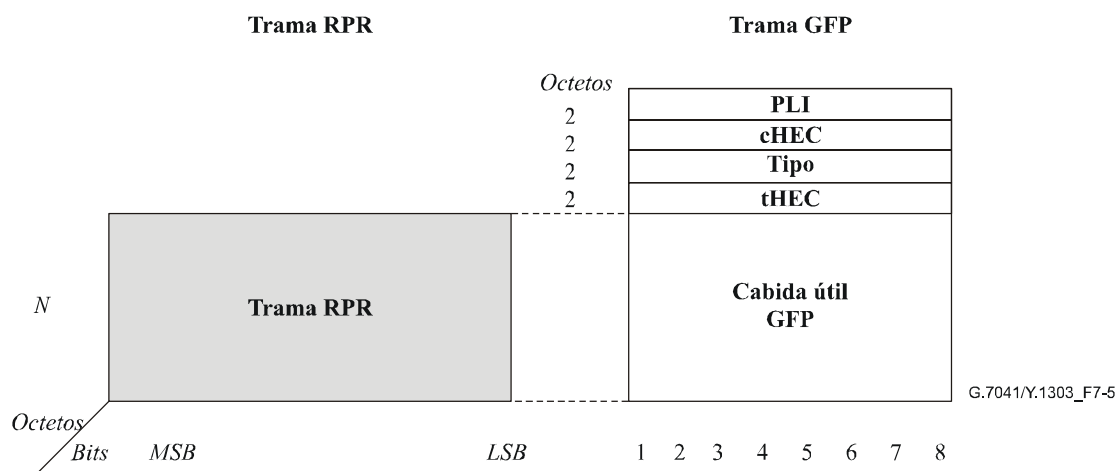 Trama RPR Trama GFP
Octetos
PLI
2
cHEC
2
Tipo
2
tHEC
2
N
Trama RPR
Cabida útil
GFP
G.7041/Y.1303_F7-5
Octetos
Bits MSB LSB 1 2 3 4 5 6 7 8